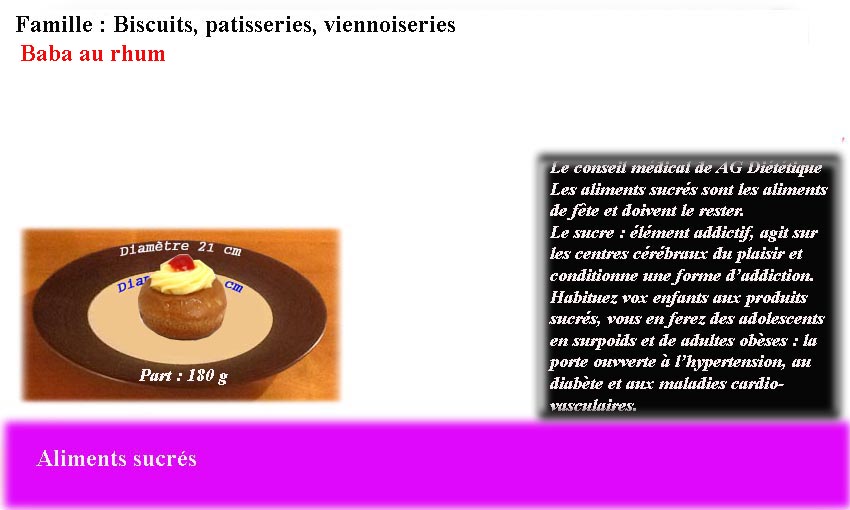 Famille : Biscuits, patisseries, viennoiseries
Baba au rhum
Le conseil médical de AG Diététique
Les aliments sucrés sont les aliments
de fête et doivent le rester.
Le sucre : élément addictif, agit sur
les centres cérébraux du plaisir et
conditionne une forme d'addiction.
Habituez vox enfants aux produits
sucrés, vous en ferez des adolescents
en surpoids et de adultes obèses : la
porte ouvverte à l'hypertension, au
diabète et aux maladies cardio-
vasculaires.
Diamètre 21 cm
cm
Part : 180 g
Aliments sucrés